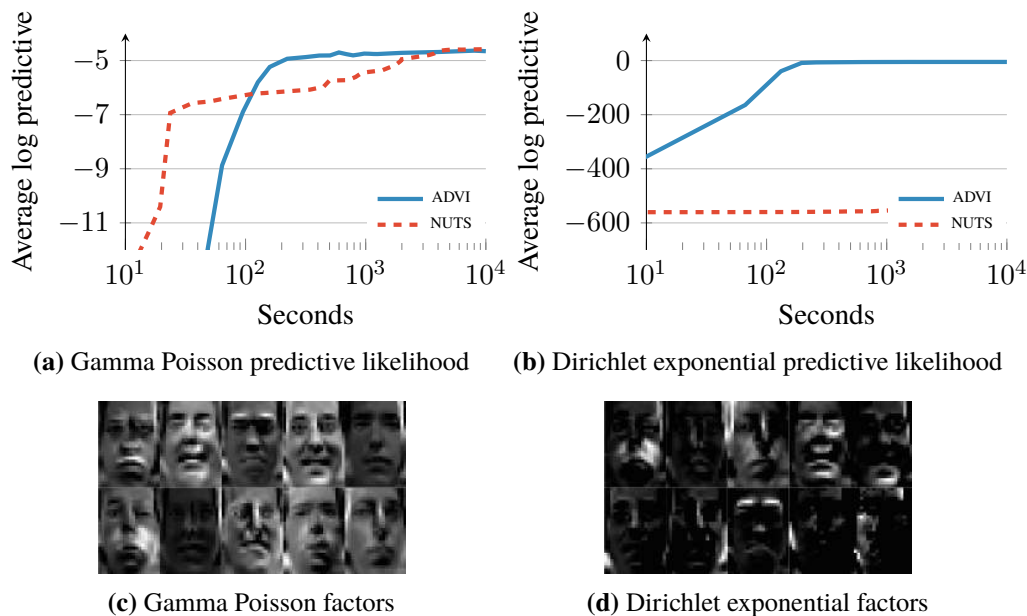 Average log predictive
−5
−7
−9
−11
ADVI
NUTS
10^1
10^2
10^3
10^4
Seconds
(a) Gamma Poisson predictive likelihood
Average log predictive
0
−200
−400
−600
ADVI
NUTS
10^1
10^2
10^3
10^4
Seconds
(b) Dirichlet exponential predictive likelihood
(c) Gamma Poisson factors
(d) Dirichlet exponential factors